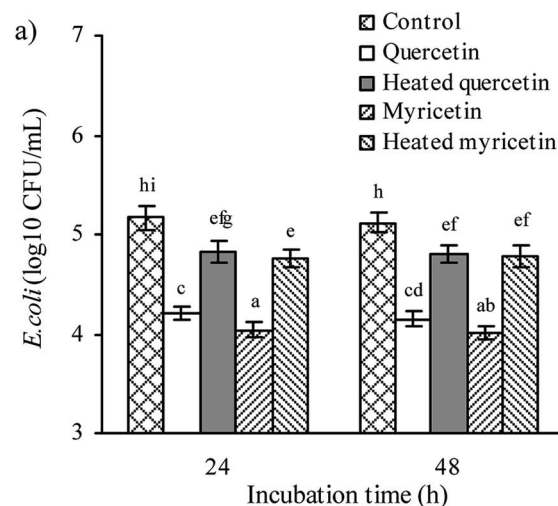 a)
7
6
5
4
3
E.coli (log10 CFU/mL)
Control
Quercetin
Heated quercetin
Myricetin
Heated myricetin
hi
c
efg
a
e
h
cd
ef
ab
ef
24
48
Incubation time (h)